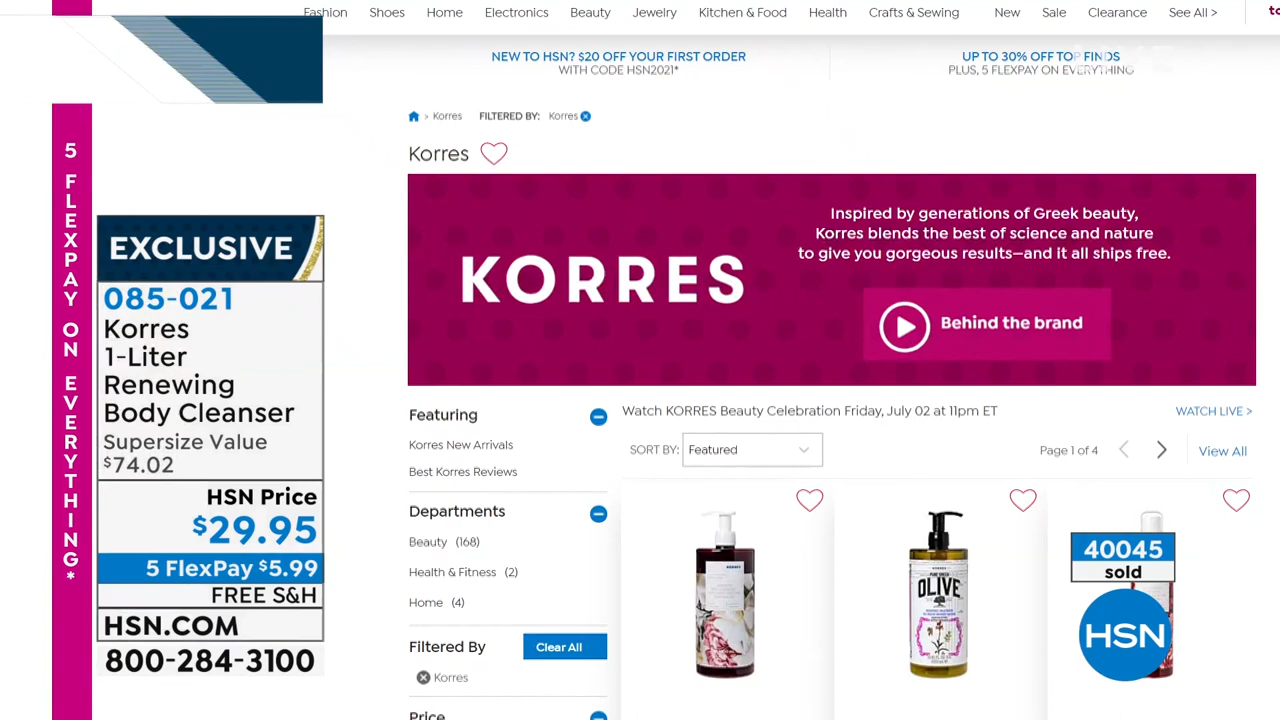 Fashion Shoes Home Electronics Beauty Jewelry Kitchen & Food Health Crafts & Sewing New Sale Clearance See All >
NEW TO HSN? $20 OFF YOUR FIRST ORDER
WITH CODE HSN2021*
UP TO 30% OFF TOP FINDS
PLUS, 5 FLEXPAY ON EVERYTHING
> Korres FILTERED BY: Korres
Korres
5 FLEXPAY ON EVERYTHING*
EXCLUSIVE
085-021
Korres
1-Liter
Renewing
Body Cleanser
Supersize Value
$74.02
HSN Price
$29.95
5 FlexPay $5.99
FREE S&H
HSN.COM
800-284-3100
KORRES
Inspired by generations of Greek beauty,
Korres blends the best of science and nature
to give you gorgeous results—and it all ships free.
Behind the brand
Featuring
Korres New Arrivals
Best Korres Reviews
Departments
Beauty (168)
Health & Fitness (2)
Home (4)
Filtered By Clear All
Korres
Price
Watch KORRES Beauty Celebration Friday, July 02 at 11pm ET WATCH LIVE >
SORT BY: Featured Page 1 of 4 View All
KORRES
OLIVE
40045
sold
HSN